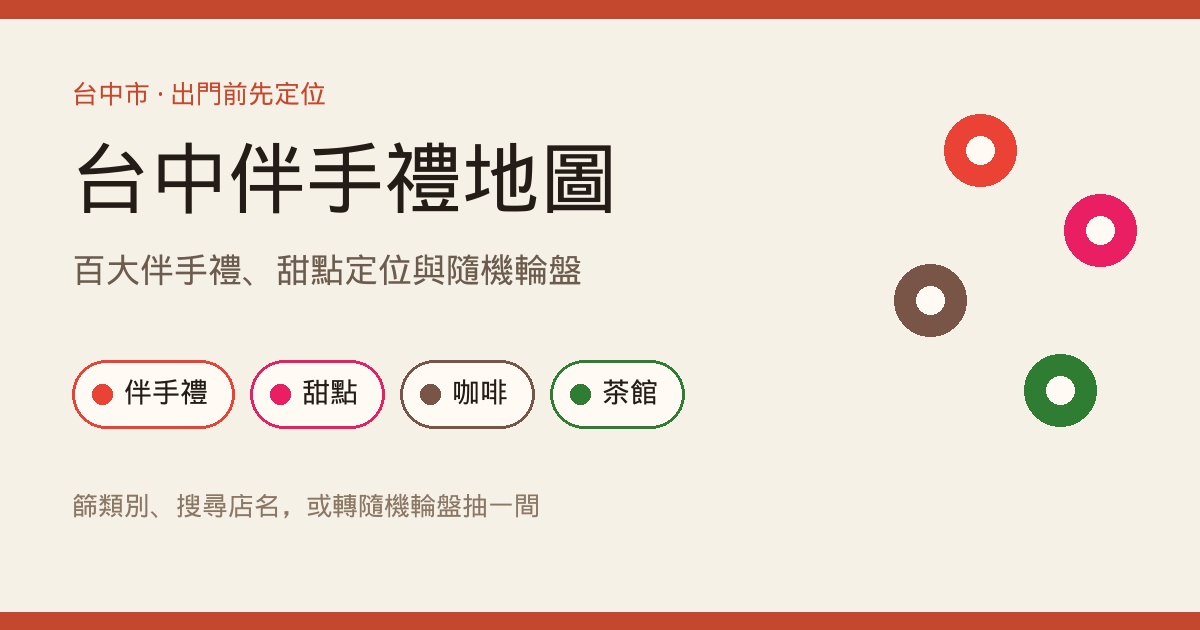 台中市 · 出門前先定位
台中伴手禮地圖
百大伴手禮、甜點定位與隨機輪盤
伴手禮 甜點 咖啡 茶館
篩類別、搜尋店名，或轉隨機輪盤抽一間